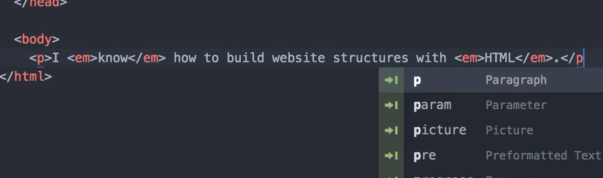 </head>
<body>
<p>I <em>know</em> how to build website structures with <em>HTML</em>.</p
</html>
p Paragraph
param Parameter
picture Picture
pre Preformatted Text